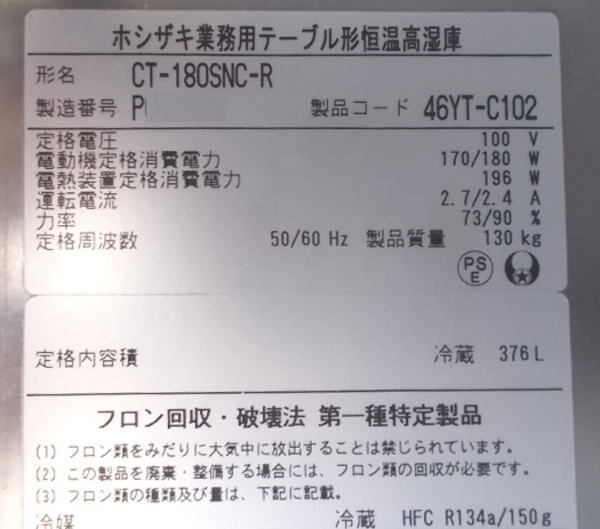 ホシザキ業務用テーブル形恒温高湿庫
形名 CT-180SNC-R
製造番号 P 製品コード 46YT-C102
定格電圧 100 V
電動機定格消費電力 170/180 W
電熱装置定格消費電力 196 W
運転電流 2.7/2.4 A
力率 73/90 %
定格周波数 50/60 Hz 製品質量 130 kg
PSE
定格内容積 冷蔵 376 L
フロン回収・破壊法 第一種特定製品
(1) フロン類をみだりに大気中に放出することは禁じられています。
(2) この製品を廃棄・整備する場合には、フロン類の回収が必要です。
(3) フロン類の種類及び量は、下記に記載。
冷媒 冷蔵 HFC R134a/150g